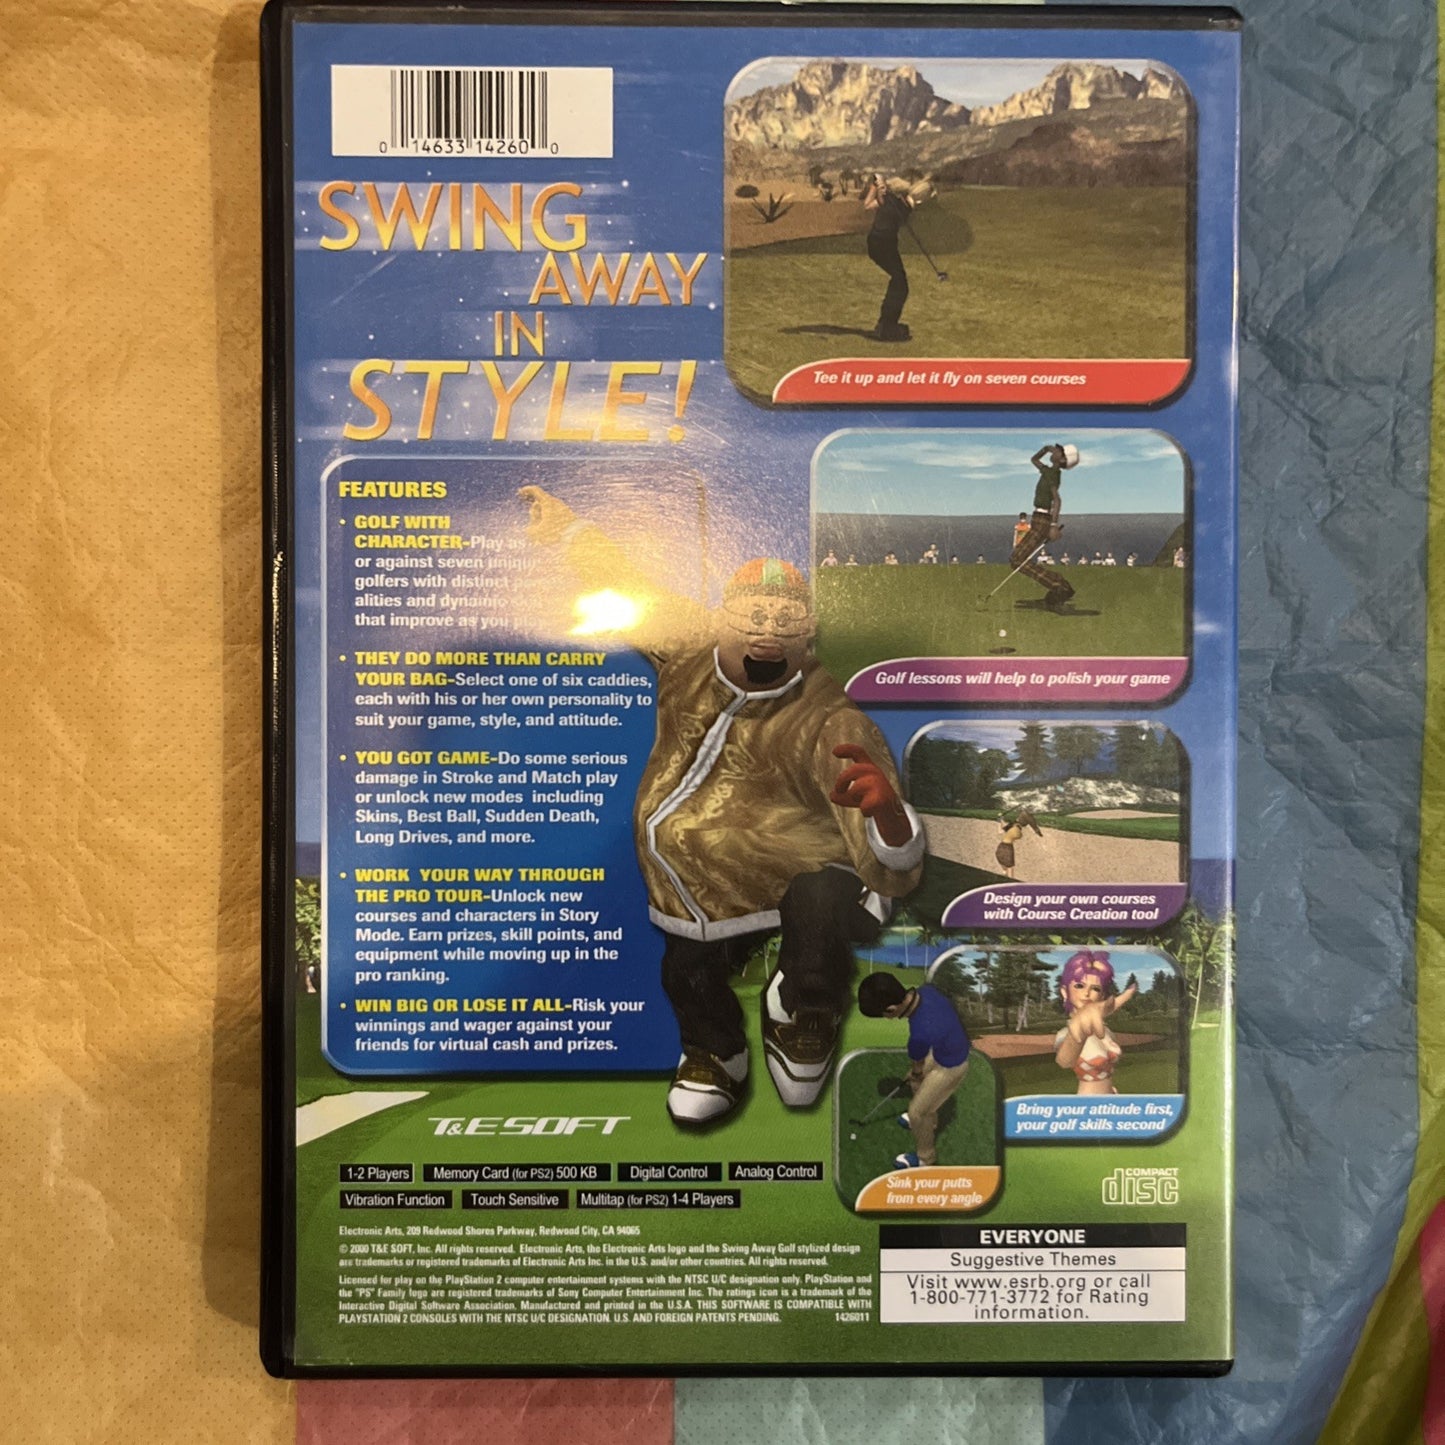 0 14633 14260 0
SWING
AWAY
IN
STYLE!
FEATURES
• GOLF WITH
CHARACTER-Play as
or against seven unique
golfers with distinct
alities and dynamic
that improve as you play.
• THEY DO MORE THAN CARRY
YOUR BAG-Select one of six caddies,
each with his or her own personality to
suit your game, style, and attitude.
• YOU GOT GAME-Do some serious
damage in Stroke and Match play
or unlock new modes including
Skins, Best Ball, Sudden Death,
Long Drives, and more.
• WORK YOUR WAY THROUGH
THE PRO TOUR-Unlock new
courses and characters in Story
Mode. Earn prizes, skill points, and
equipment while moving up in the
pro ranking.
• WIN BIG OR LOSE IT ALL-Risk your
winnings and wager against your
friends for virtual cash and prizes.
Tee it up and let it fly on seven courses
Golf lessons will help to polish your game
Design your own courses
with Course Creation tool
Bring your attitude first,
your golf skills second
Sink your putts
from every angle
T&E SOFT
1-2 Players Memory Card (for PS2) 500 KB Digital Control Analog Control
Vibration Function Touch Sensitive Multitap (for PS2) 1-4 Players
COMPACT
disc
Electronic Arts, 209 Redwood Shores Parkway, Redwood City, CA 94065
© 2000 T&E SOFT, Inc. All rights reserved. Electronic Arts, the Electronic Arts logo and the Swing Away Golf stylized design
are trademarks or registered trademarks of Electronic Arts Inc. in the U.S. and/or other countries. All rights reserved.
Licensed for play on the PlayStation 2 computer entertainment systems with the NTSC U/C designation only. PlayStation and
the "PS" Family logo are registered trademarks of Sony Computer Entertainment Inc. The ratings icon is a trademark of the
Interactive Digital Software Association. Manufactured and printed in the U.S.A. THIS SOFTWARE IS COMPATIBLE WITH
PLAYSTATION 2 CONSOLES WITH THE NTSC U/C DESIGNATION. U.S. AND FOREIGN PATENTS PENDING. 1426011
EVERYONE
Suggestive Themes
Visit www.esrb.org or call
1-800-771-3772 for Rating
information.